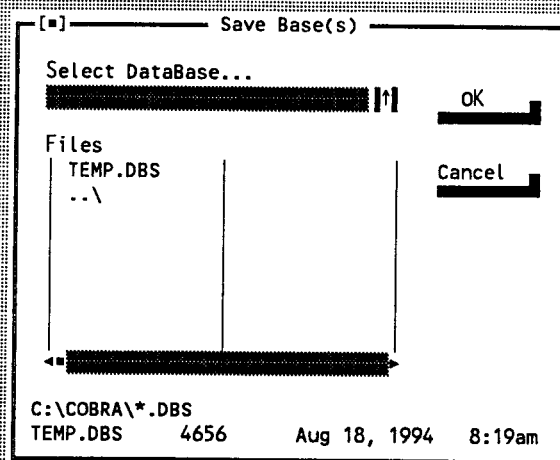 [■] Save Base(s)
Select DataBase...
↑
OK
Files
TEMP.DBS
..\
Cancel
C:\COBRA\*.DBS
TEMP.DBS 4656 Aug 18, 1994 8:19am